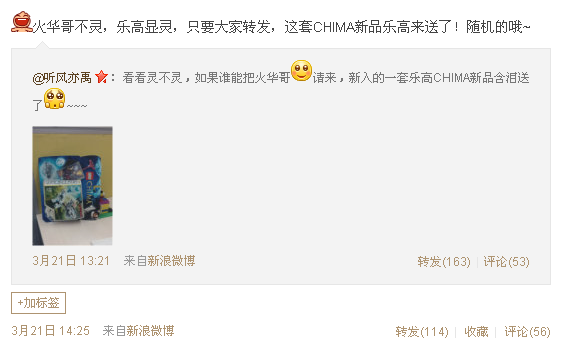 火华哥不灵，乐高显灵，只要大家转发，这套CHIMA新品乐高来送了！随机的哦~
@听风亦禹：看看灵不灵，如果谁能把火华哥请来，新入的一套乐高CHIMA新品含泪送
了~~~
3月21日 13:21 来自新浪微博 转发(163) 评论(53)
+加标签
3月21日 14:25 来自新浪微博 转发(114) 收藏 评论(56)